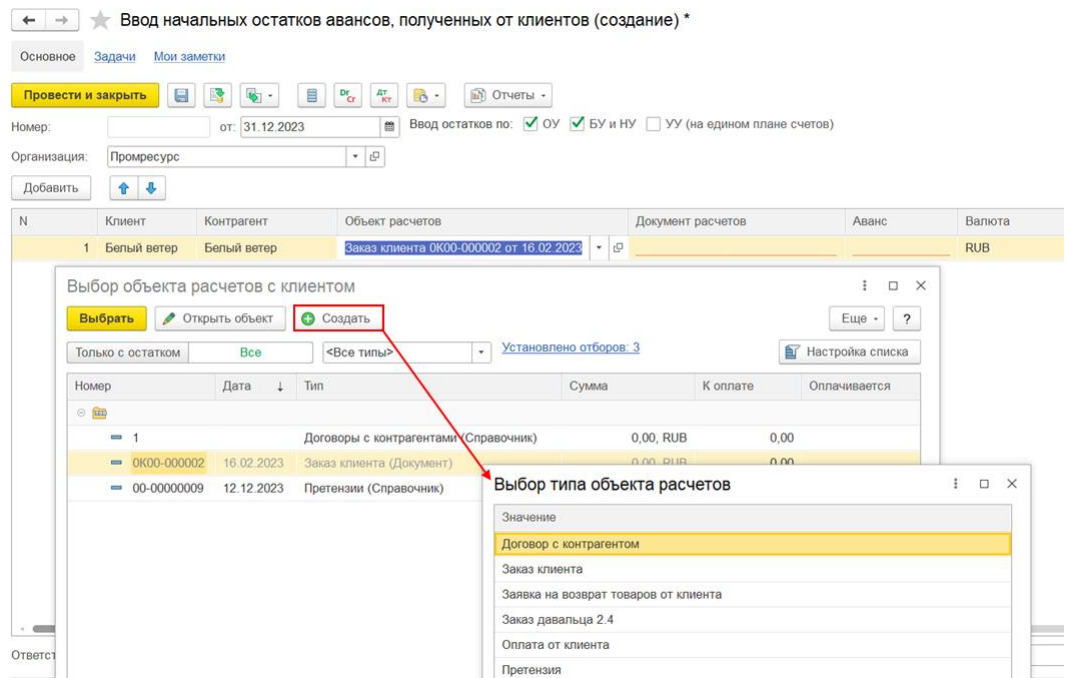 Ввод начальных остатков авансов, полученных от клиентов (создание) *
Основное Задачи Мои заметки
Провести и закрыть Dr Cr Дт Кт Отчеты
Номер: от: 31.12.2023 Ввод остатков по: ОУ БУ и НУ УУ (на едином плане счетов)
Организация: Промресурс
Добавить
N Клиент Контрагент Объект расчетов Документ расчетов Аванс Валюта
1 Белый ветер Белый ветер Заказ клиента 0К00-000002 от 16.02.2023 RUB
Выбор объекта расчетов с клиентом
Выбрать Открыть объект Создать Еще ?
Только с остатком Все <Все типы> Установлено отборов: 3 Настройка списка
Номер Дата ↓ Тип Сумма К оплате Оплачивается
1 Договоры с контрагентами (Справочник) 0,00, RUB 0,00
0К00-000002 16.02.2023 Заказ клиента (Документ) 0,00, RUB 0,00
00-00000009 12.12.2023 Претензии (Справочник)
Выбор типа объекта расчетов
Значение
Договор с контрагентом
Заказ клиента
Заявка на возврат товаров от клиента
Заказ давальца 2.4
Оплата от клиента
Ответст
Претензия